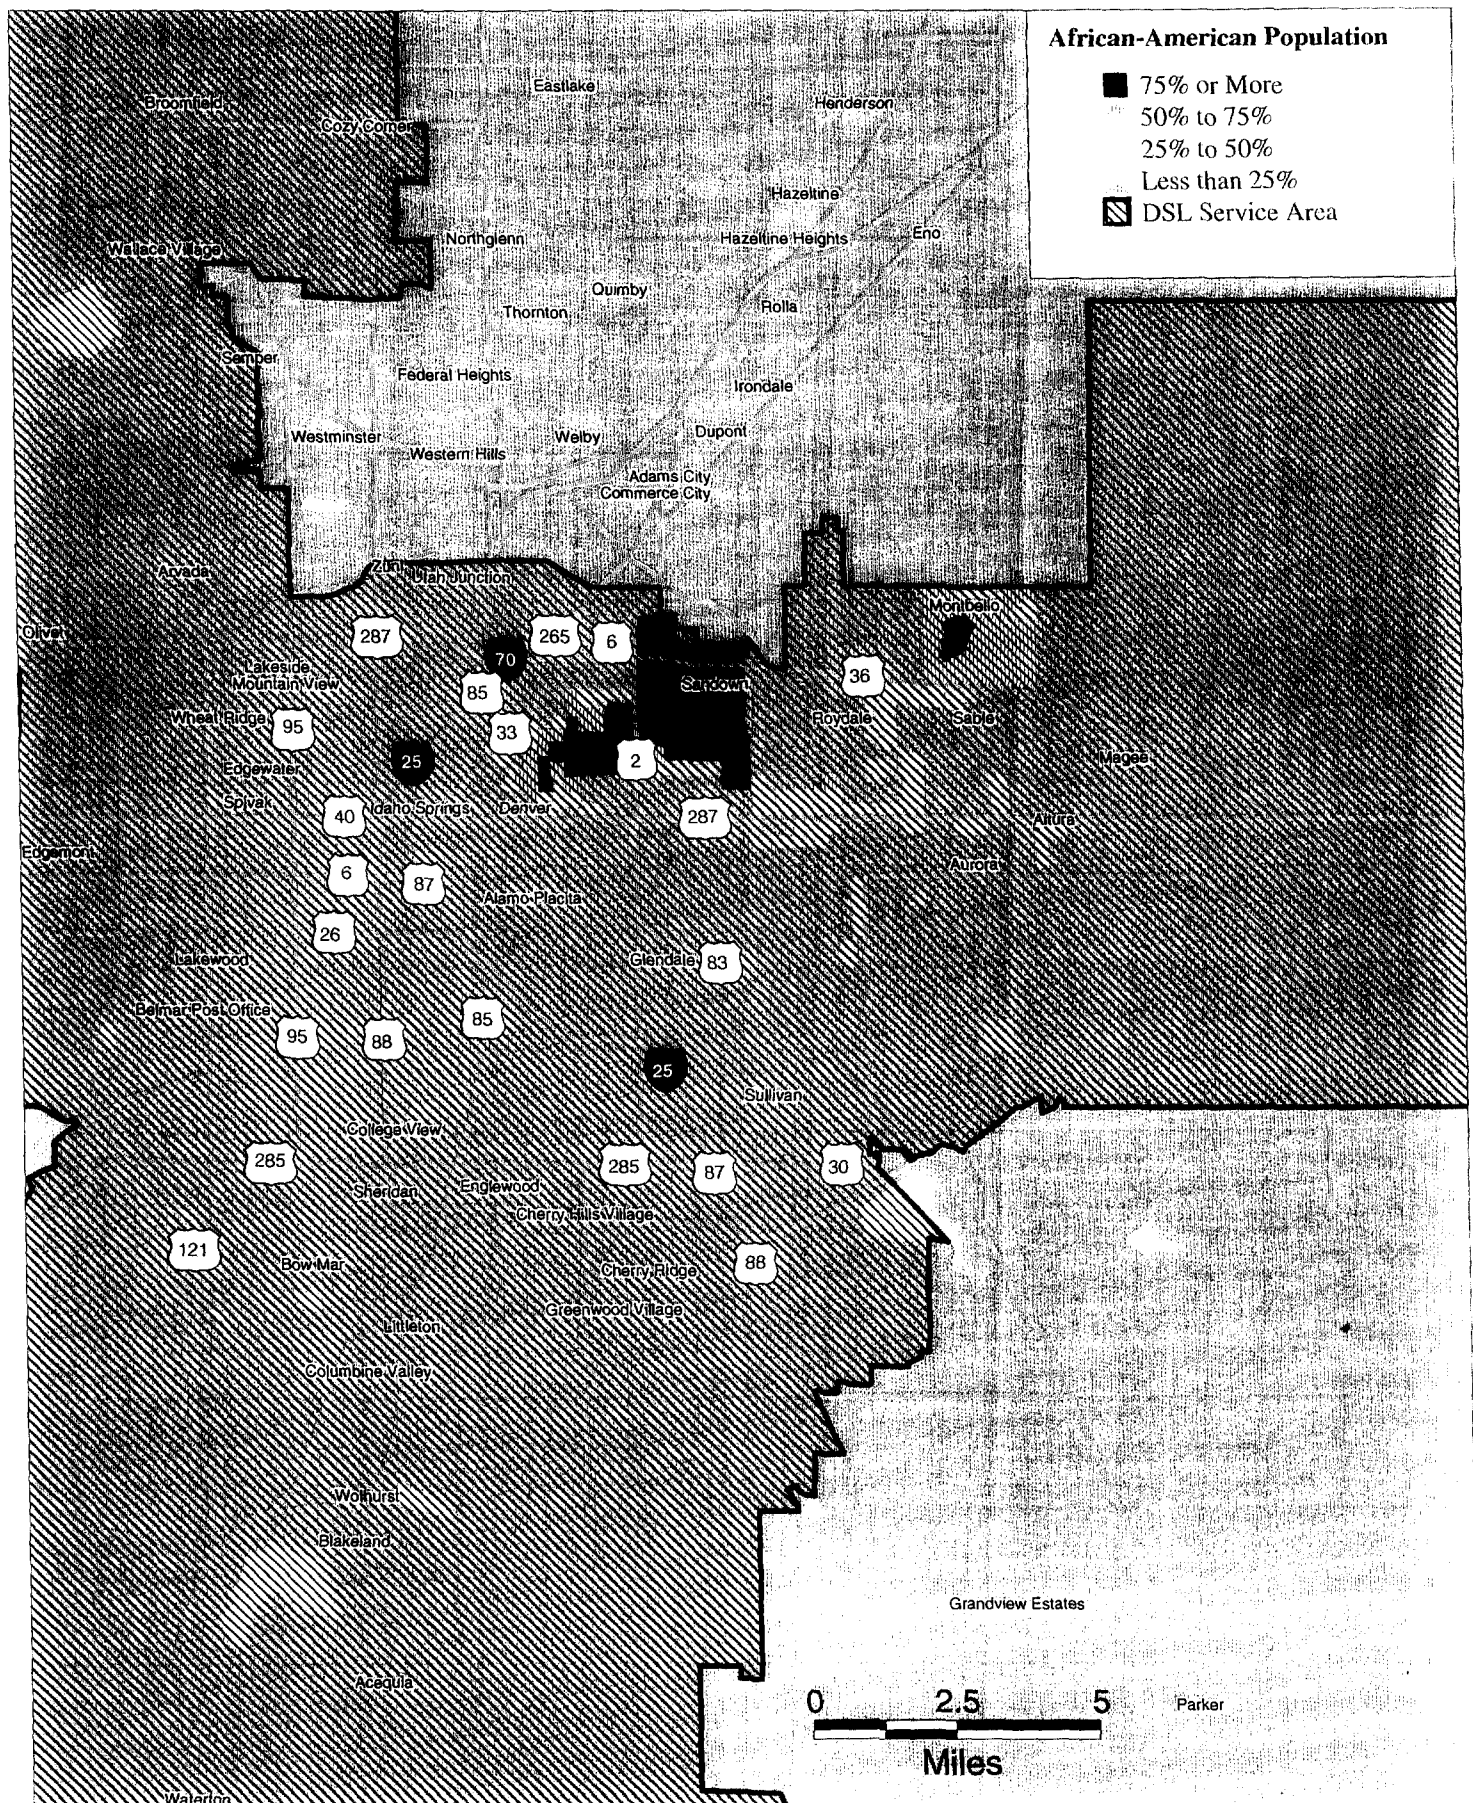 African-American Population
75% or More
50% to 75%
25% to 50%
Less than 25%
DSL Service Area
Eastlake
Broomfield
Henderson
Cozy Corner
Hazeltine
Northglenn
Hazeltine Heights
Eno
Wallace Village
Quimby
Rolla
Thornton
Semper
Federal Heights
Irondale
Westminster
Welby
Dupont
Western Hills
Adams City
Commerce City
Arvada
Zuni
Utah Junction
Montbello
Olivet
287
265
6
70
36
Lakeside
Mountain View
85
Sandown
Wheat Ridge
95
33
Roydale
Sable
Edgewater
25
2
Magee
Spivak
40
Idaho Springs
Denver
287
Altura
Edgemont
Aurora
6
87
Alamo Placita
26
Lakewood
Glendale
83
Belmar Post Office
95
88
85
25
Sullivan
College View
285
285
87
30
Sheridan
Englewood
Cherry Hills Village
121
Bow Mar
Cherry Ridge
88
Greenwood Village
Littleton
Columbine Valley
Wolhurst
Blakeland
Grandview Estates
Acequia
0 2.5 5
Parker
Miles
Waterton